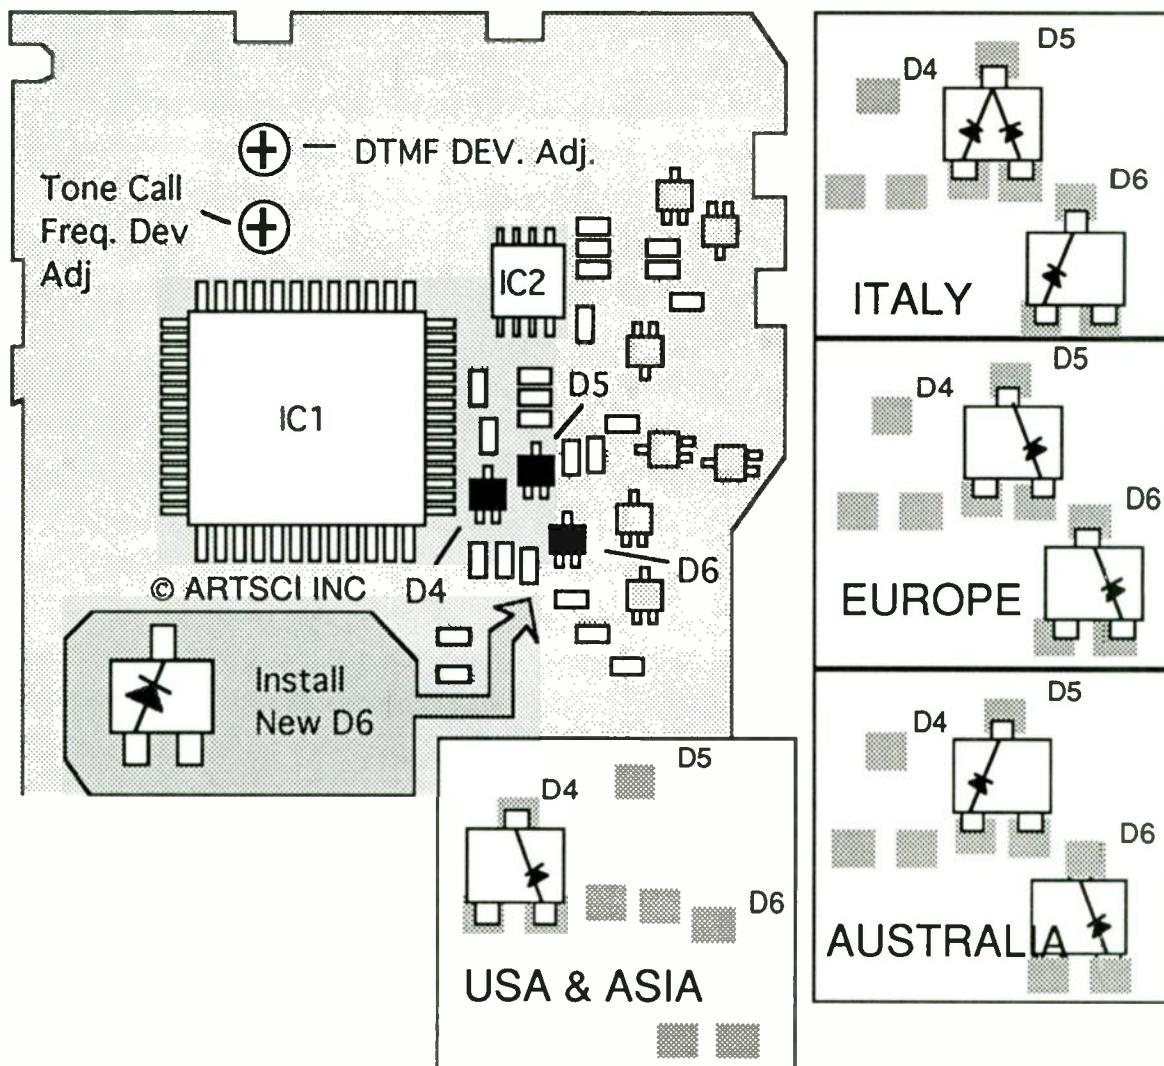 DTMF DEV. Adj.
Tone Call
Freq. Dev
Adj
IC2
IC1
D5
D4
D6
© ARTSCI INC
Install
New D6
D5
D4
D6
ITALY
D5
D4
D6
EUROPE
D5
D4
D6
AUSTRALIA
D5
D4
D6
USA & ASIA